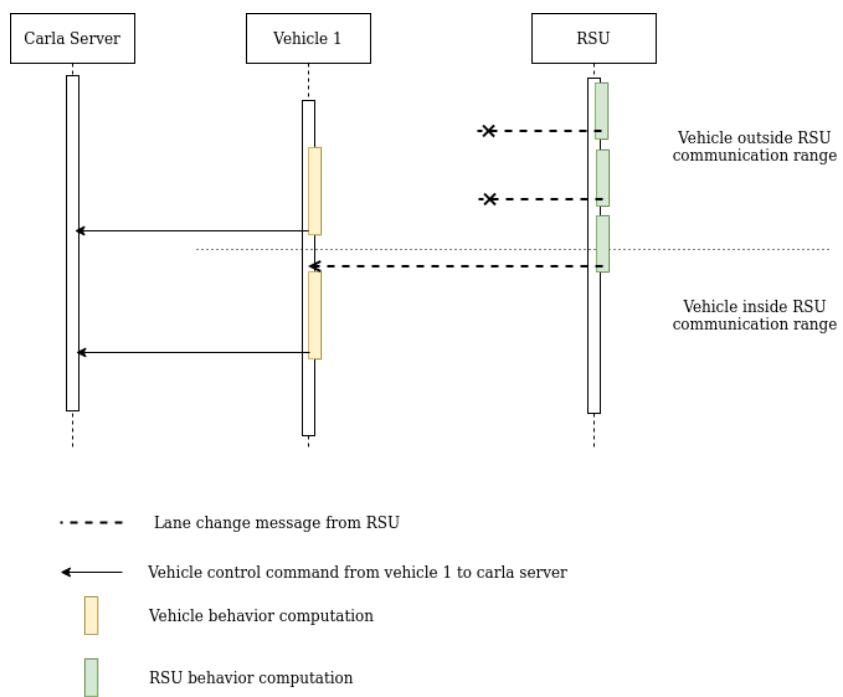 Carla Server
Vehicle 1
RSU
Vehicle outside RSU
communication range
Vehicle inside RSU
communication range
Lane change message from RSU
Vehicle control command from vehicle 1 to carla server
Vehicle behavior computation
RSU behavior computation